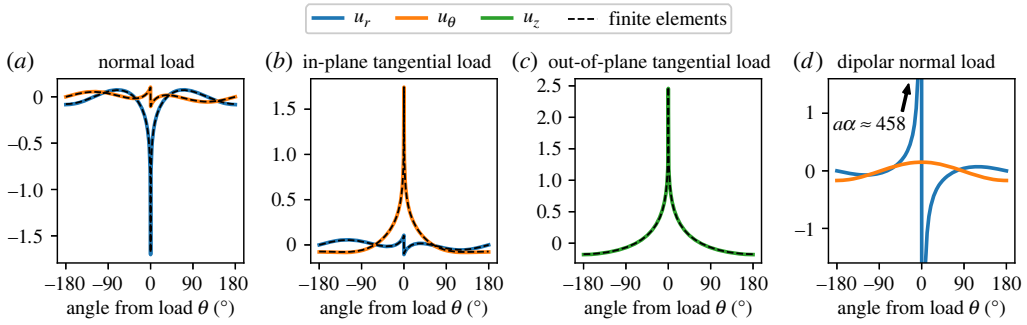 u_r u_θ u_z finite elements
(a) normal load
0
−0.5
−1.0
−1.5
−180 −90 0 90 180
angle from load θ (°)
(b) in-plane tangential load
1.5
1.0
0.5
0
−180 −90 0 90 180
angle from load θ (°)
(c) out-of-plane tangential load
2.5
2.0
1.5
1.0
0.5
0
−180 −90 0 90 180
angle from load θ (°)
(d) dipolar normal load
1
0
−1
aα ≈ 458
−180 −90 0 90 180
angle from load θ (°)